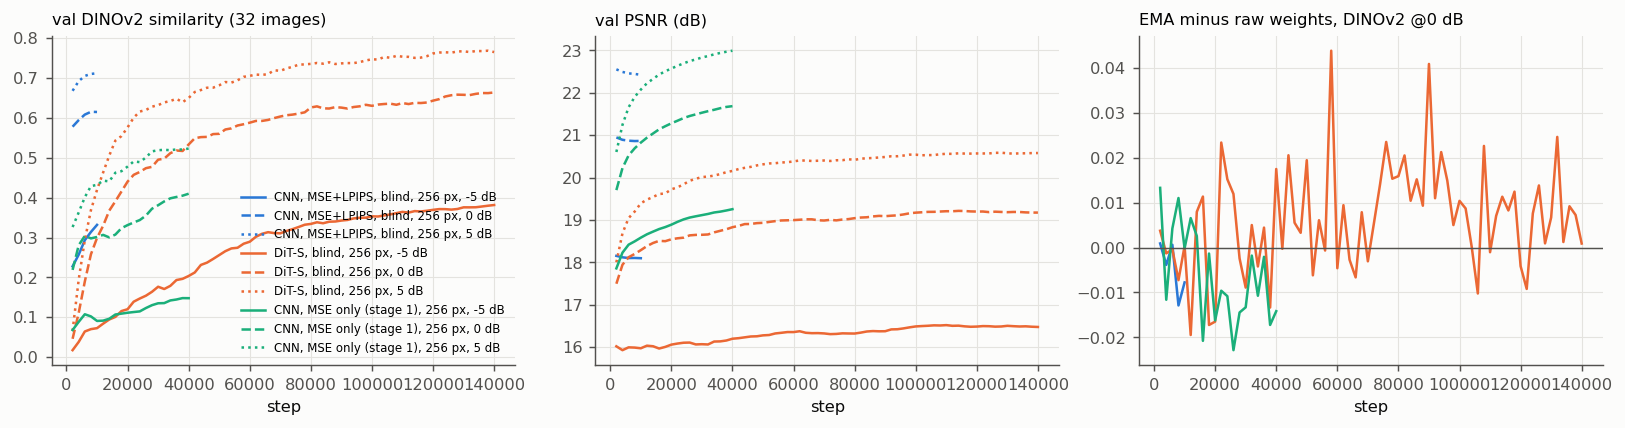 val DINOv2 similarity (32 images)
0.8
0.7
0.6
0.5
0.4
0.3
0.2
0.1
0.0
CNN, MSE+LPIPS, blind, 256 px, -5 dB
CNN, MSE+LPIPS, blind, 256 px, 0 dB
CNN, MSE+LPIPS, blind, 256 px, 5 dB
DiT-S, blind, 256 px, -5 dB
DiT-S, blind, 256 px, 0 dB
DiT-S, blind, 256 px, 5 dB
CNN, MSE only (stage 1), 256 px, -5 dB
CNN, MSE only (stage 1), 256 px, 0 dB
CNN, MSE only (stage 1), 256 px, 5 dB
0 20000 40000 60000 80000 100000 120000 140000
step
val PSNR (dB)
23
22
21
20
19
18
17
16
0 20000 40000 60000 80000 100000 120000 140000
step
EMA minus raw weights, DINOv2 @0 dB
0.04
0.03
0.02
0.01
0.00
−0.01
−0.02
0 20000 40000 60000 80000 100000 120000 140000
step